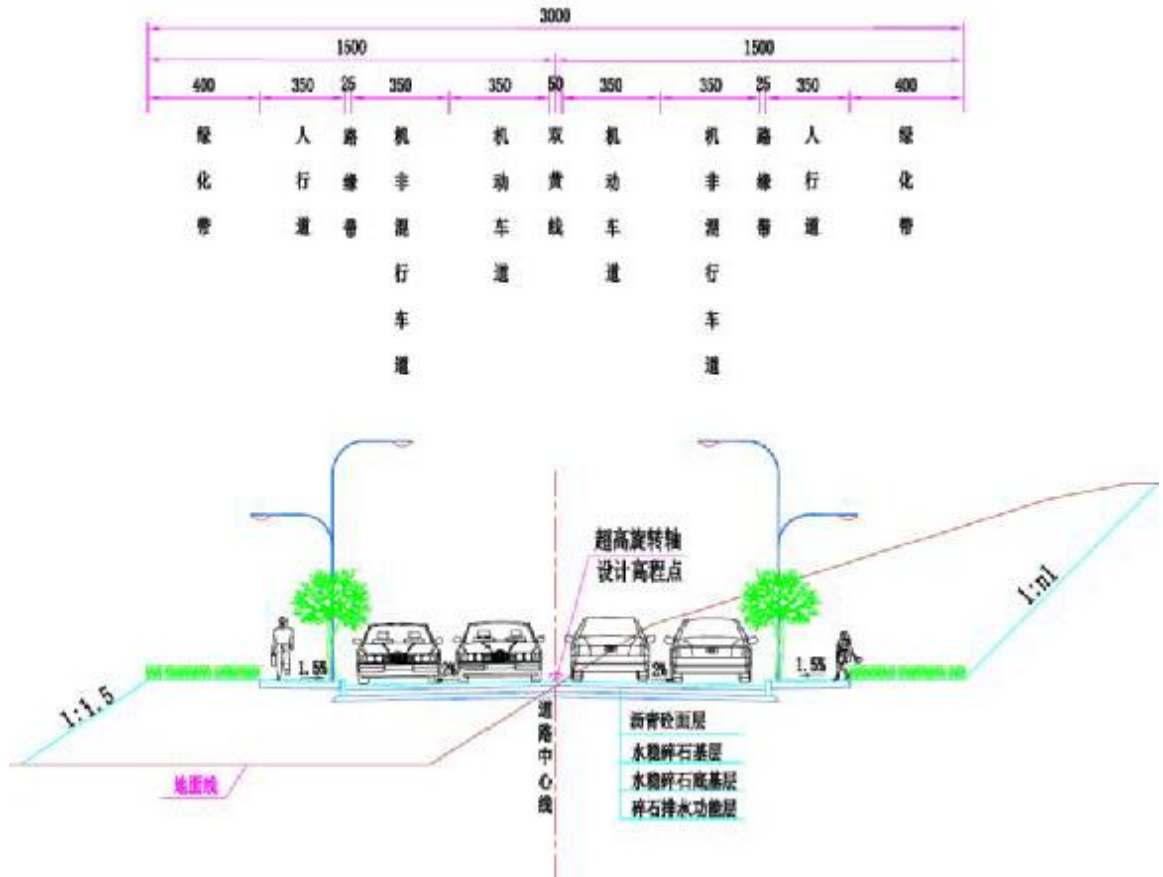 3000
1500 1500
400 350 25 350 350 50 350 350 25 350 400
绿化带
人行道
路缘带
机非混行车道
机动车道
双黄线
机动车道
机非混行车道
路缘带
人行道
绿化带
超高旋转轴
设计高程点
1:n1
1.5%
2%
2%
1.5%
1:1.5
沥青砼面层
水稳碎石基层
水稳碎石底基层
碎石排水功能层
道路中心线
地面线